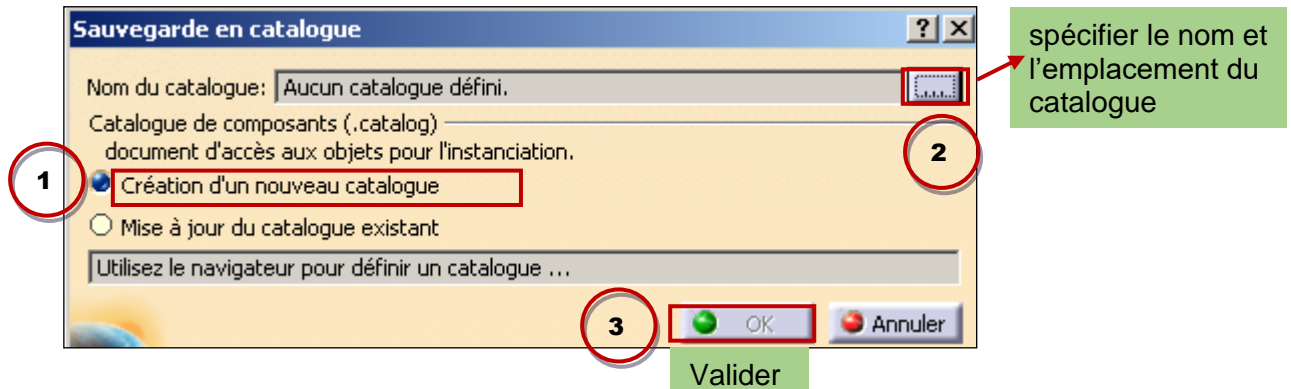 Sauvegarde en catalogue
? X
spécifier le nom et
l'emplacement du
catalogue
Nom du catalogue: Aucun catalogue défini. ...
Catalogue de composants (.catalog)
document d'accès aux objets pour l'instanciation.
2
1
Création d'un nouveau catalogue
Mise à jour du catalogue existant
Utilisez le navigateur pour définir un catalogue ...
3
OK
Annuler
Valider